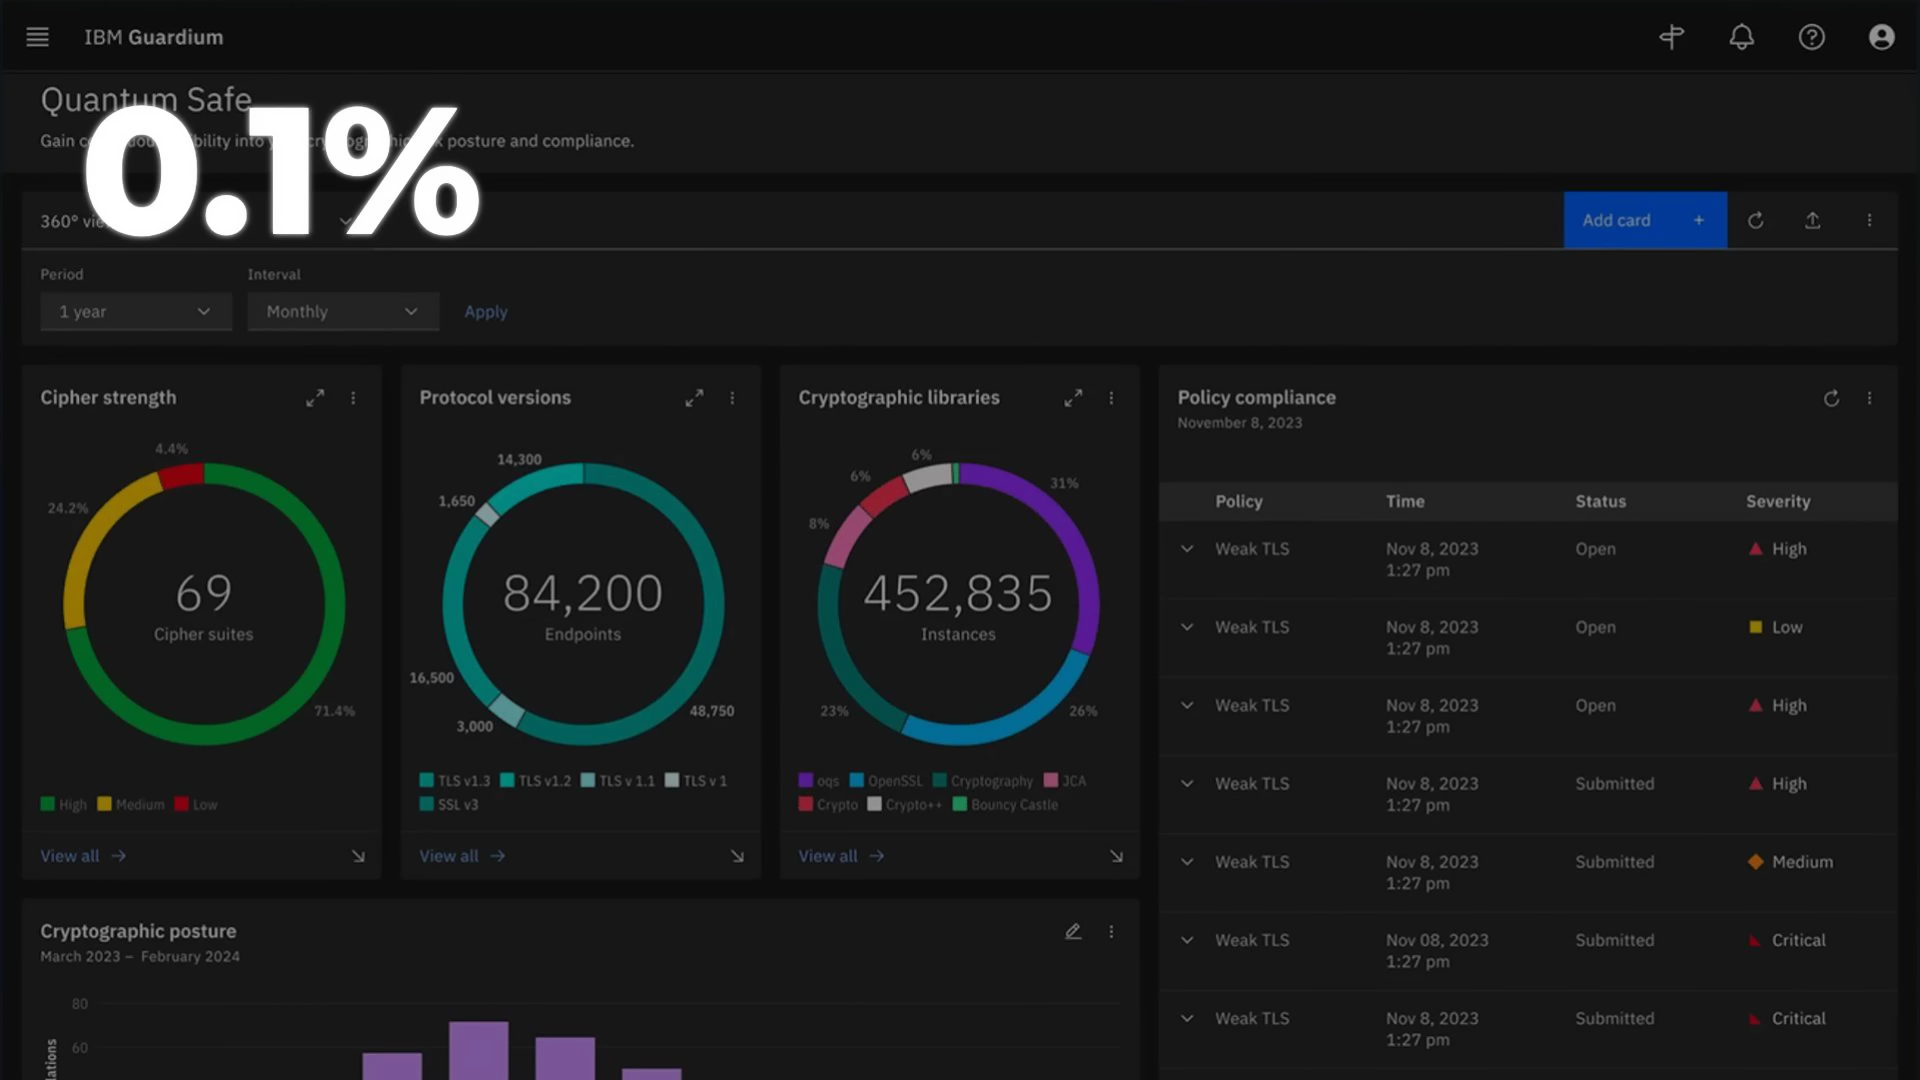 IBM Guardium
Quantum Safe
0.1%
Gain c posture and compliance.
360°
Add card +
Period
Interval
1 year
Monthly
Apply
Cipher strength
4.4%
24.2%
69
Cipher suites
71.4%
High Medium Low
View all
Protocol versions
14,300
1,650
84,200
Endpoints
16,500
48,750
3,000
TLS v1.3 TLS v1.2 TLS v 1.1 TLS v 1
SSL v3
View all
Cryptographic libraries
6%
6%
31%
8%
452,835
Instances
23%
26%
oqs OpenSSL Cryptography JCA
Crypto Crypto++ Bouncy Castle
View all
Policy compliance
November 8, 2023
Policy Time Status Severity
Weak TLS Nov 8, 2023 Open High
1:27 pm
Weak TLS Nov 8, 2023 Open Low
1:27 pm
Weak TLS Nov 8, 2023 Open High
1:27 pm
Weak TLS Nov 8, 2023 Submitted High
1:27 pm
Weak TLS Nov 8, 2023 Submitted Medium
1:27 pm
Weak TLS Nov 08, 2023 Submitted Critical
1:27 pm
Weak TLS Nov 8, 2023 Submitted Critical
1:27 pm
Cryptographic posture
March 2023 – February 2024
80
60